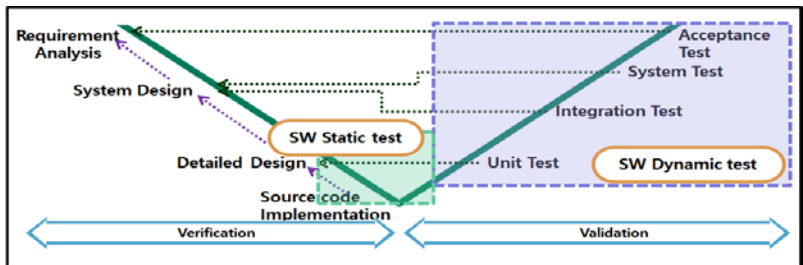 Requirement
Analysis
Acceptance
Test
System Test
System Design
Integration Test
SW Static test
Detailed Design
Unit Test
SW Dynamic test
Source code
Implementation
Verification
Validation